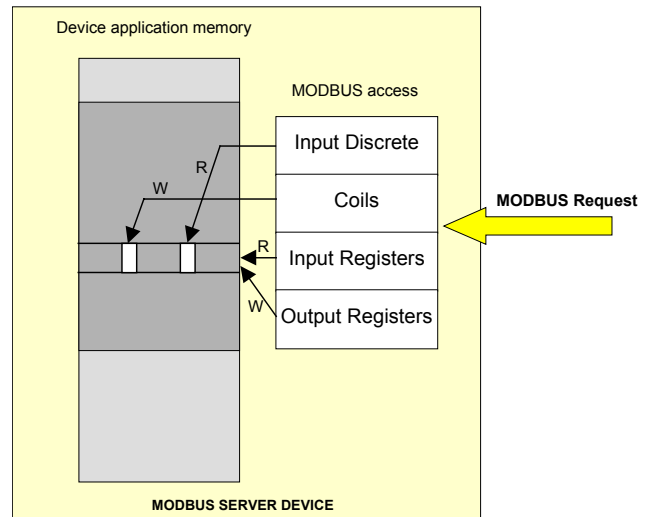 Device application memory
MODBUS access
Input Discrete
R
W
Coils
MODBUS Request
R
Input Registers
W
Output Registers
MODBUS SERVER DEVICE